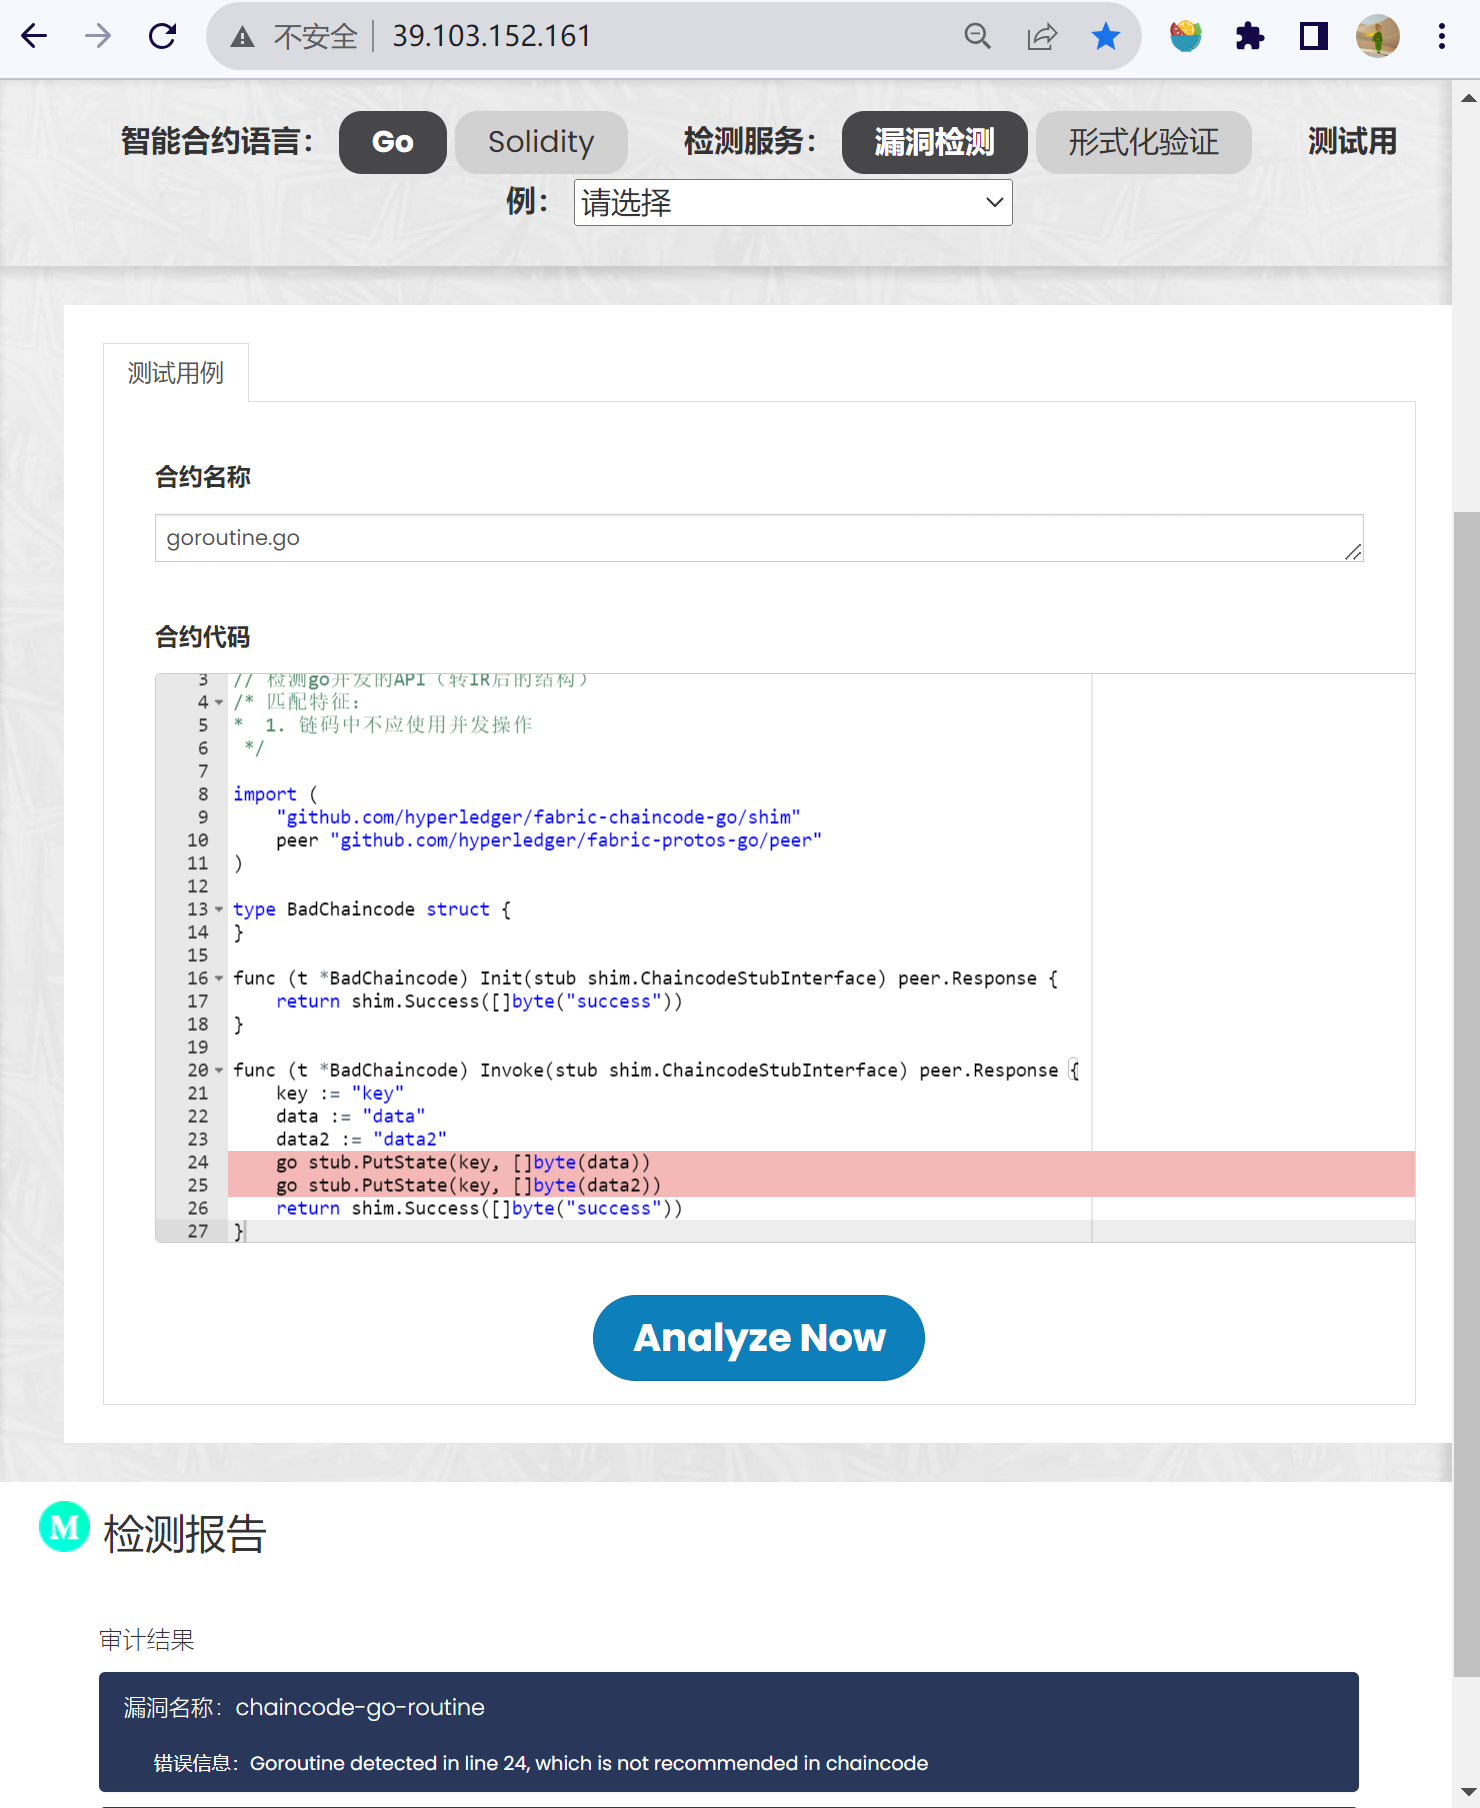 不安全 39.103.152.161
智能合约语言： Go Solidity 检测服务： 漏洞检测 形式化验证 测试用
例： 请选择
测试用例
合约名称
goroutine.go
合约代码
3 // 检测go并发的API（转IR后的结构）
4 /* 匹配特征：
5 *  1. 链码中不应使用并发操作
6  */
7
8 import (
9     "github.com/hyperledger/fabric-chaincode-go/shim"
10     peer "github.com/hyperledger/fabric-protos-go/peer"
11 )
12
13 type BadChaincode struct {
14 }
15
16 func (t *BadChaincode) Init(stub shim.ChaincodeStubInterface) peer.Response {
17     return shim.Success([]byte("success"))
18 }
19
20 func (t *BadChaincode) Invoke(stub shim.ChaincodeStubInterface) peer.Response {
21     key := "key"
22     data := "data"
23     data2 := "data2"
24     go stub.PutState(key, []byte(data))
25     go stub.PutState(key, []byte(data2))
26     return shim.Success([]byte("success"))
27 }
Analyze Now
M 检测报告
审计结果
漏洞名称：chaincode-go-routine
错误信息：Goroutine detected in line 24, which is not recommended in chaincode